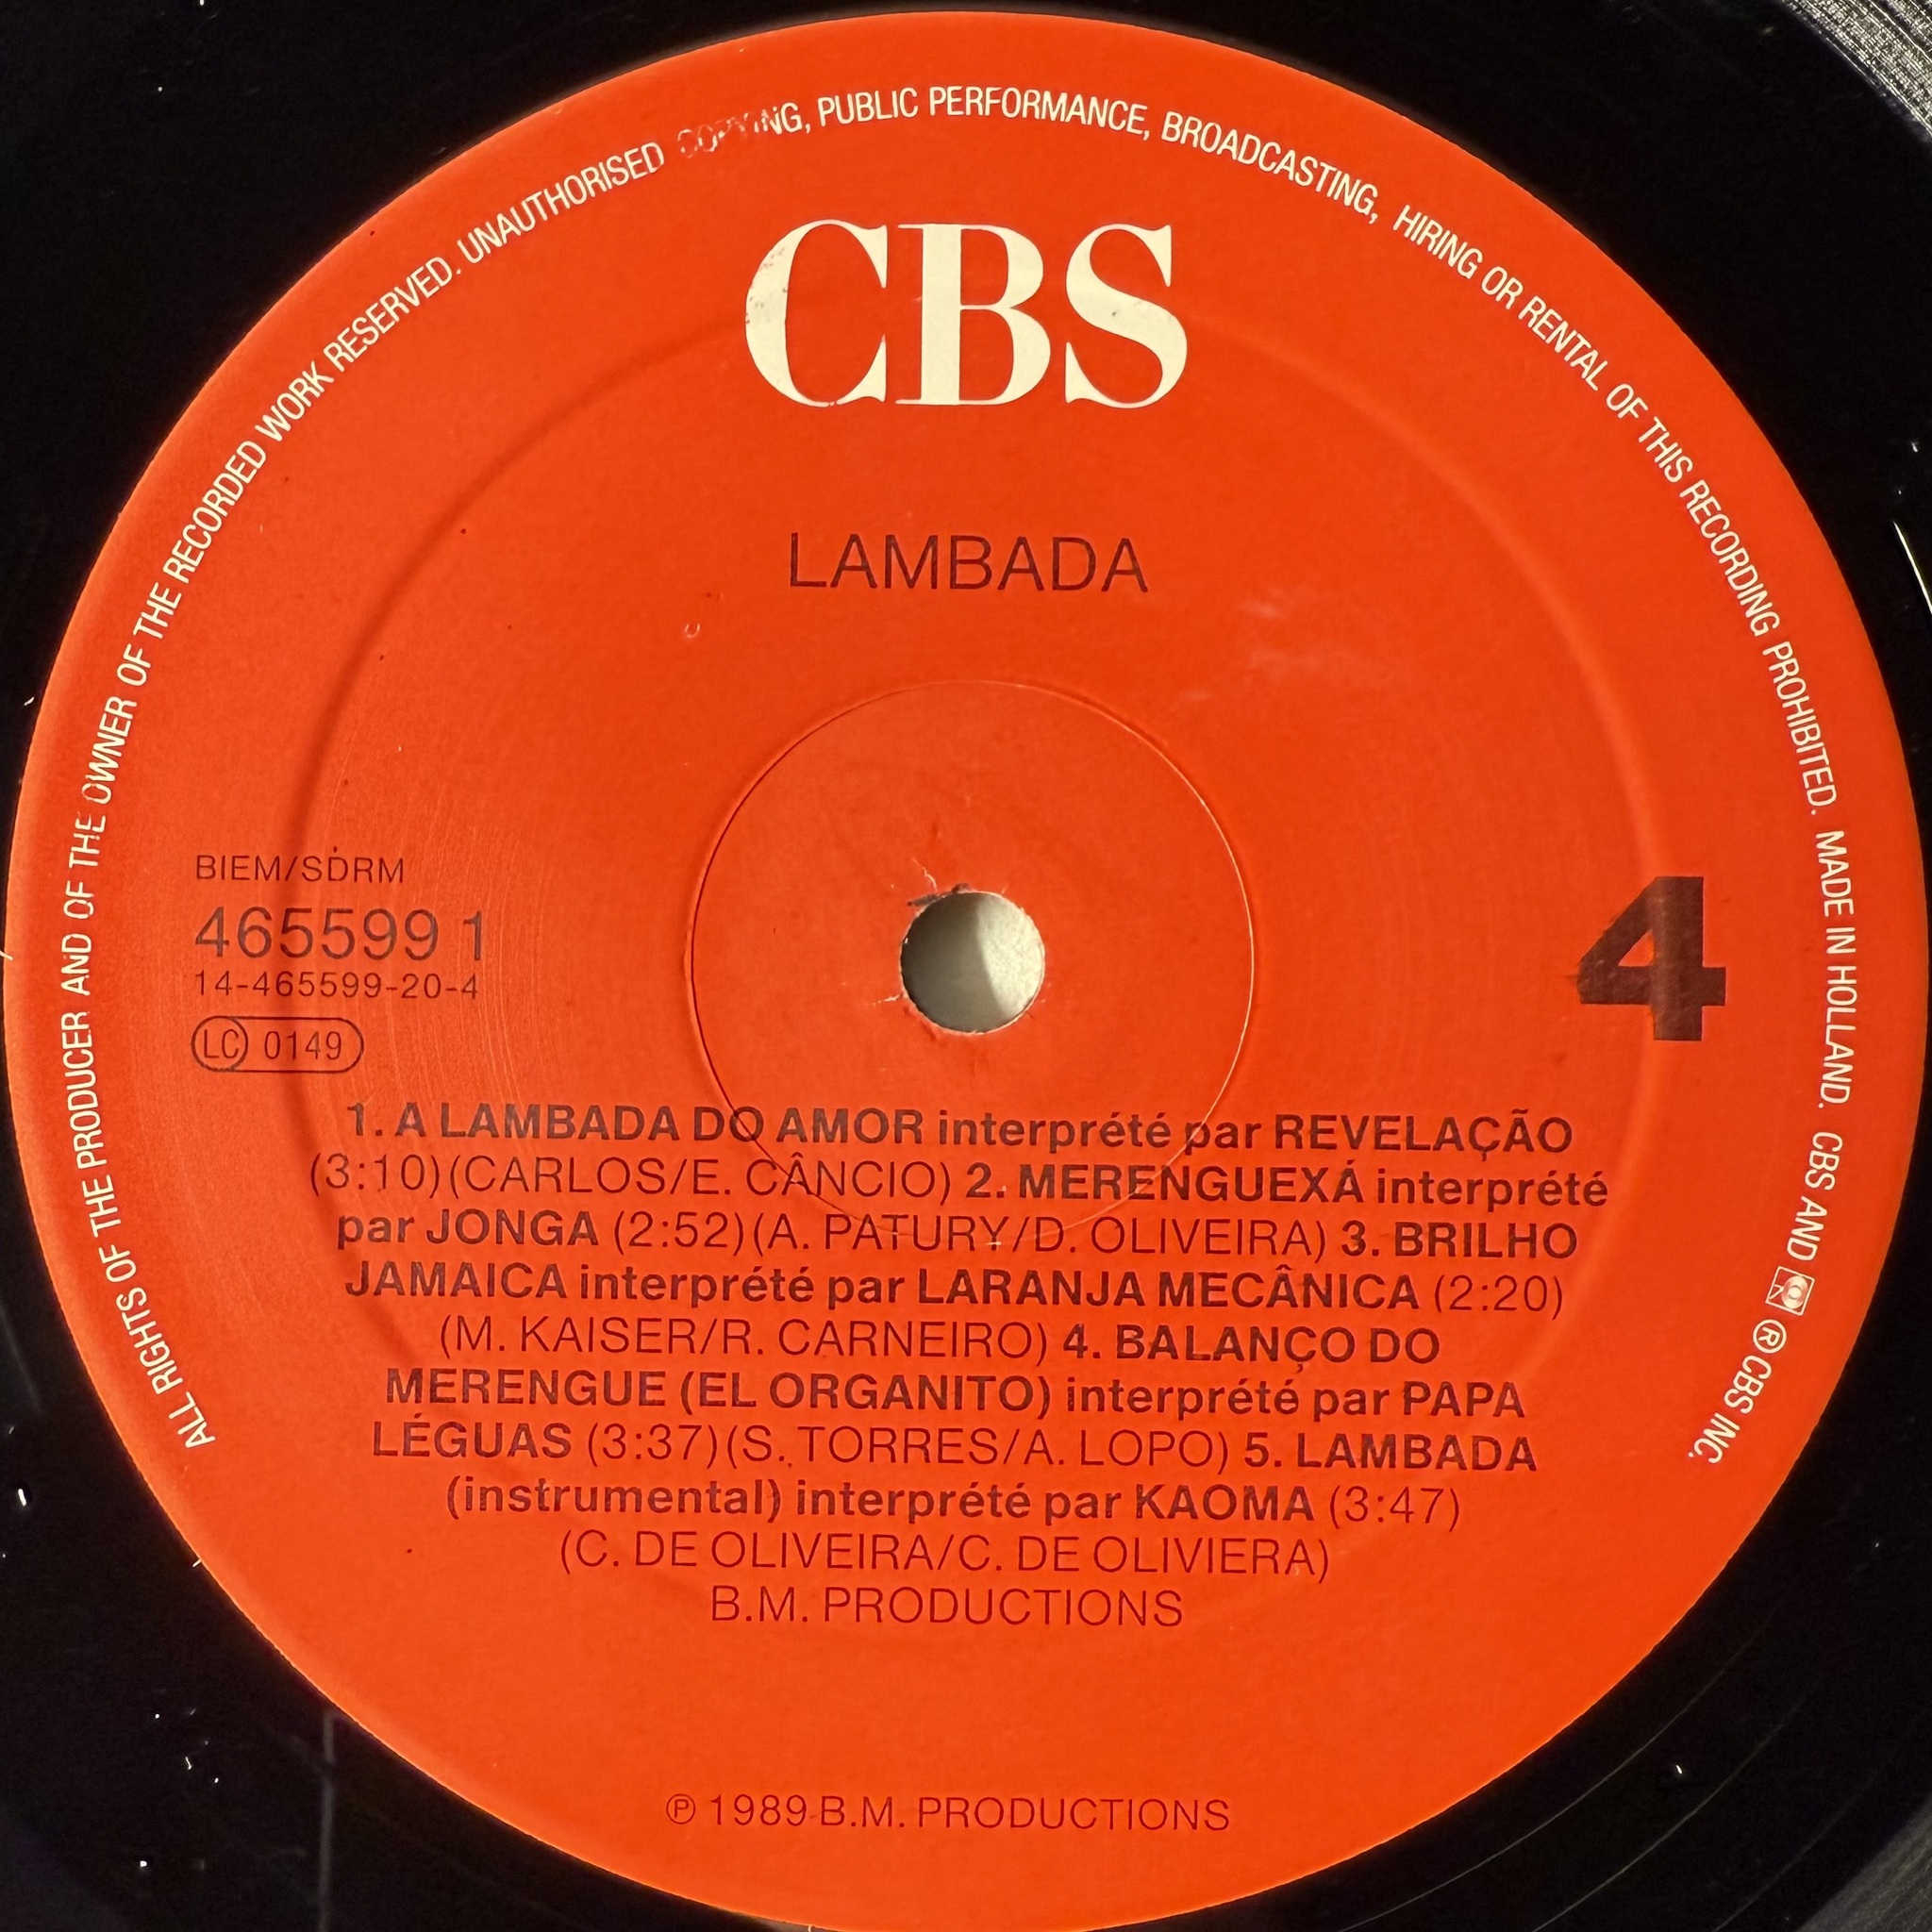 ALL RIGHTS OF THE PRODUCER AND OF THE OWNER OF THE RECORDED WORK RESERVED. UNAUTHORISED COPYING, PUBLIC PERFORMANCE, BROADCASTING, HIRING OR RENTAL OF THIS RECORDING PROHIBITED. MADE IN HOLLAND. CBS AND ® CBS INC.
CBS
LAMBADA
BIEM/SDRM
465599 1
14-465599-20-4
LC 0149
4
1. A LAMBADA DO AMOR interprété par REVELAÇÃO
(3:10)(CARLOS/E. CÂNCIO) 2. MERENGUEXÁ interprété
par JONGA (2:52)(A. PATURY/D. OLIVEIRA) 3. BRILHO
JAMAICA interprété par LARANJA MECÂNICA (2:20)
(M. KAISER/R. CARNEIRO) 4. BALANÇO DO
MERENGUE (EL ORGANITO) interprété par PAPA
LÉGUAS (3:37)(S. TORRES/A. LOPO) 5. LAMBADA
(instrumental) interprété par KAOMA (3:47)
(C. DE OLIVEIRA/C. DE OLIVIERA)
B.M. PRODUCTIONS
℗ 1989 B.M. PRODUCTIONS